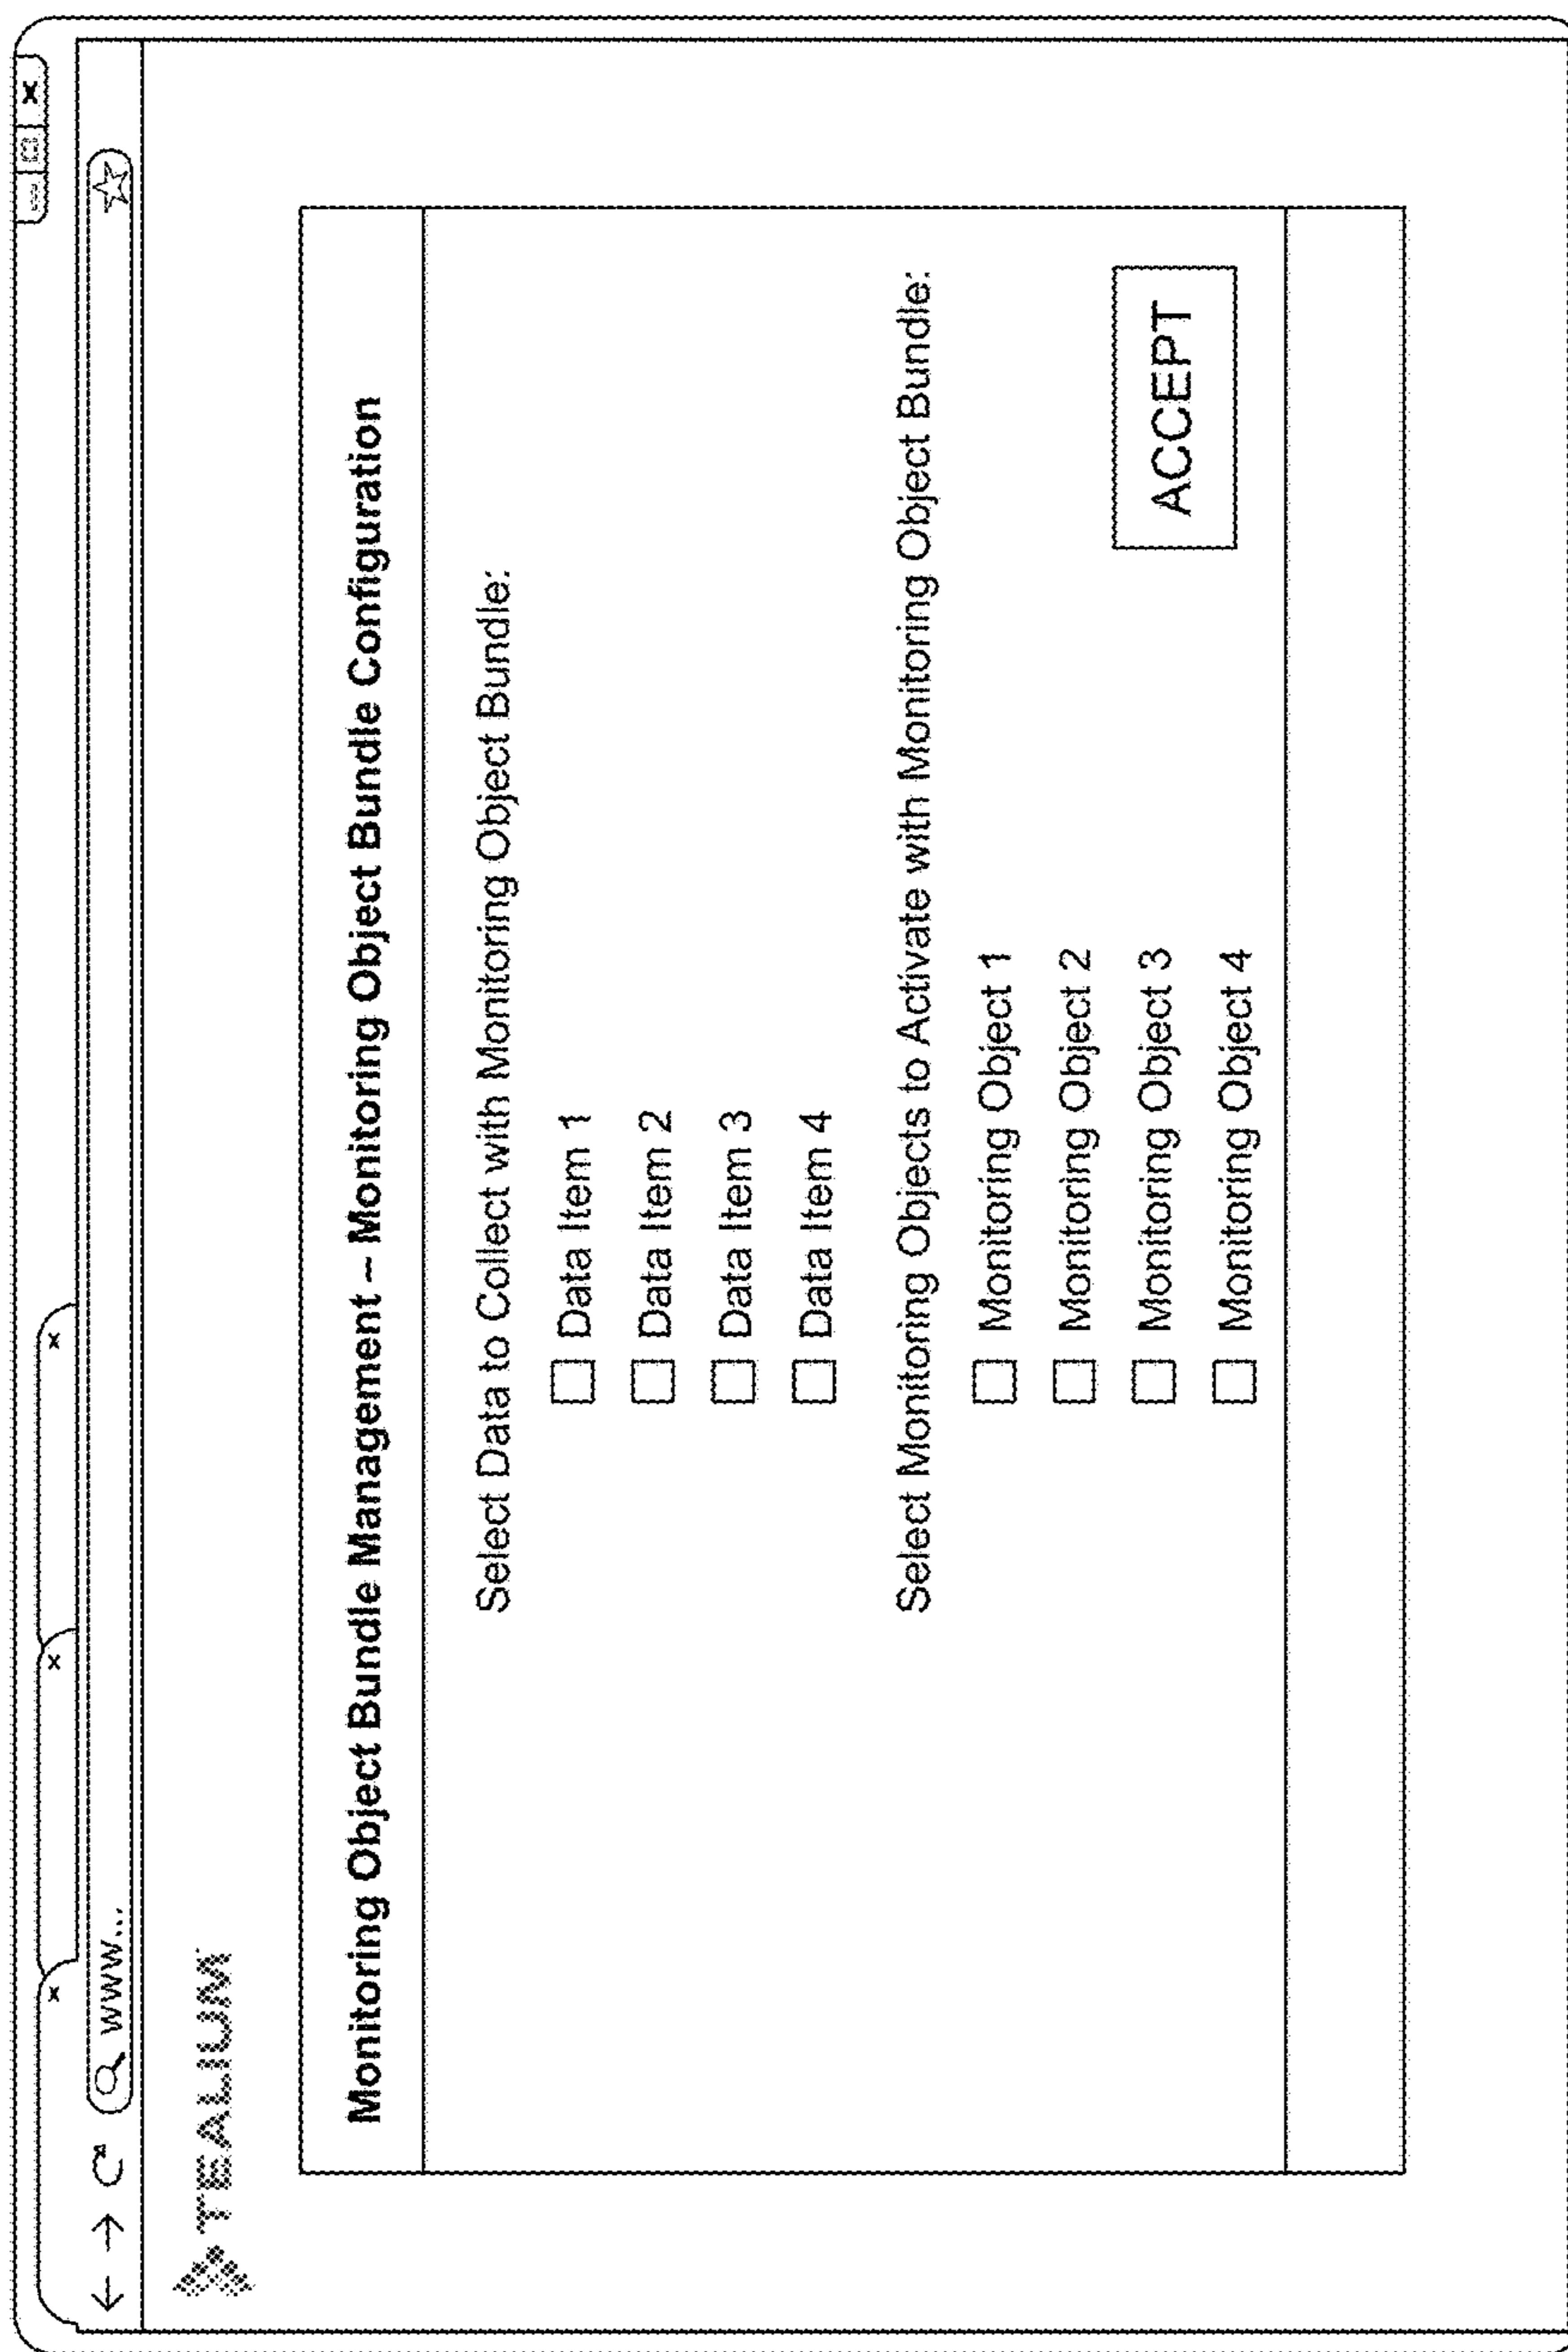 www...
TEALIUM
Monitoring Object Bundle Management – Monitoring Object Bundle Configuration
Select Data to Collect with Monitoring Object Bundle:
Data Item 1
Data Item 2
Data Item 3
Data Item 4
Select Monitoring Objects to Activate with Monitoring Object Bundle:
Monitoring Object 1
Monitoring Object 2
Monitoring Object 3
Monitoring Object 4
ACCEPT